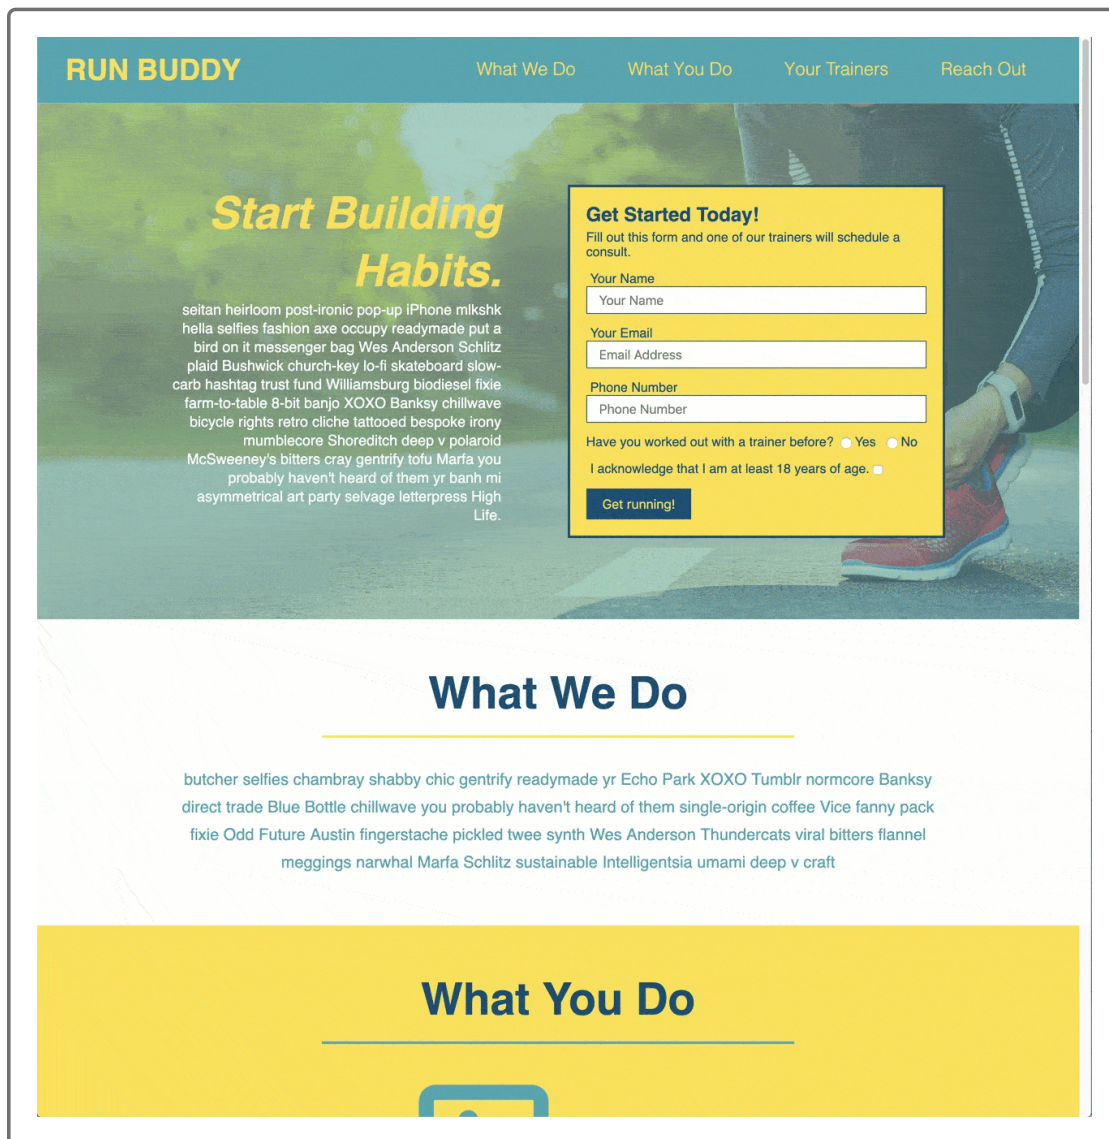 RUN BUDDY
What We Do What You Do Your Trainers Reach Out
Start Building
Habits.
seitan heirloom post-ironic pop-up iPhone mlkshk
hella selfies fashion axe occupy readymade put a
bird on it messenger bag Wes Anderson Schlitz
plaid Bushwick church-key lo-fi skateboard slow-
carb hashtag trust fund Williamsburg biodiesel fixie
farm-to-table 8-bit banjo XOXO Banksy chillwave
bicycle rights retro cliche tattooed bespoke irony
mumblecore Shoreditch deep v polaroid
McSweeney's bitters cray gentrify tofu Marfa you
probably haven't heard of them yr banh mi
asymmetrical art party selvage letterpress High
Life.
Get Started Today!
Fill out this form and one of our trainers will schedule a
consult.
Your Name
Your Name
Your Email
Email Address
Phone Number
Phone Number
Have you worked out with a trainer before? Yes No
I acknowledge that I am at least 18 years of age.
Get running!
What We Do
butcher selfies chambray shabby chic gentrify readymade yr Echo Park XOXO Tumblr normcore Banksy
direct trade Blue Bottle chillwave you probably haven't heard of them single-origin coffee Vice fanny pack
fixie Odd Future Austin fingerstache pickled twee synth Wes Anderson Thundercats viral bitters flannel
meggings narwhal Marfa Schlitz sustainable Intelligentsia umami deep v craft
What You Do